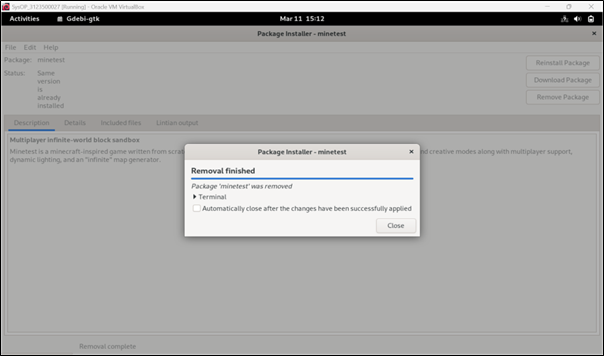 SysOP_3123500027 [Running] - Oracle VM VirtualBox
Activities Gdebi-gtk Mar 11 15:12
Package Installer - minetest
File Edit Help
Package: minetest
Status: Same
version
is
already
installed
Reinstall Package
Download Package
Remove Package
Description Details Included files Lintian output
Multiplayer infinite-world block sandbox
Minetest is a minecraft-inspired game written from scrat
nd creative modes along with multiplayer support,
dynamic lighting, and an "infinite" map generator.
Package Installer - minetest
Removal finished
Package 'minetest' was removed
Terminal
Automatically close after the changes have been successfully applied
Close
Removal complete